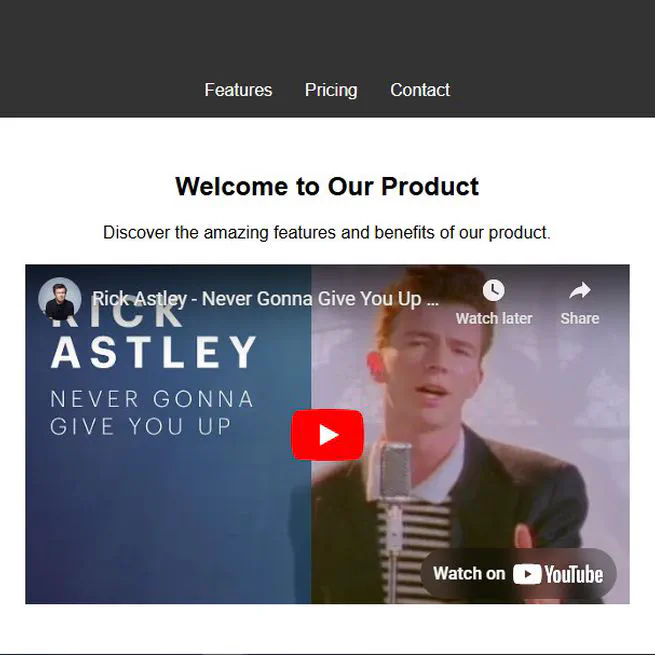 Features Pricing Contact
Welcome to Our Product
Discover the amazing features and benefits of our product.
Rick Astley - Never Gonna Give You Up ...
Watch later Share
RICK
ASTLEY
NEVER GONNA
GIVE YOU UP
Watch on YouTube